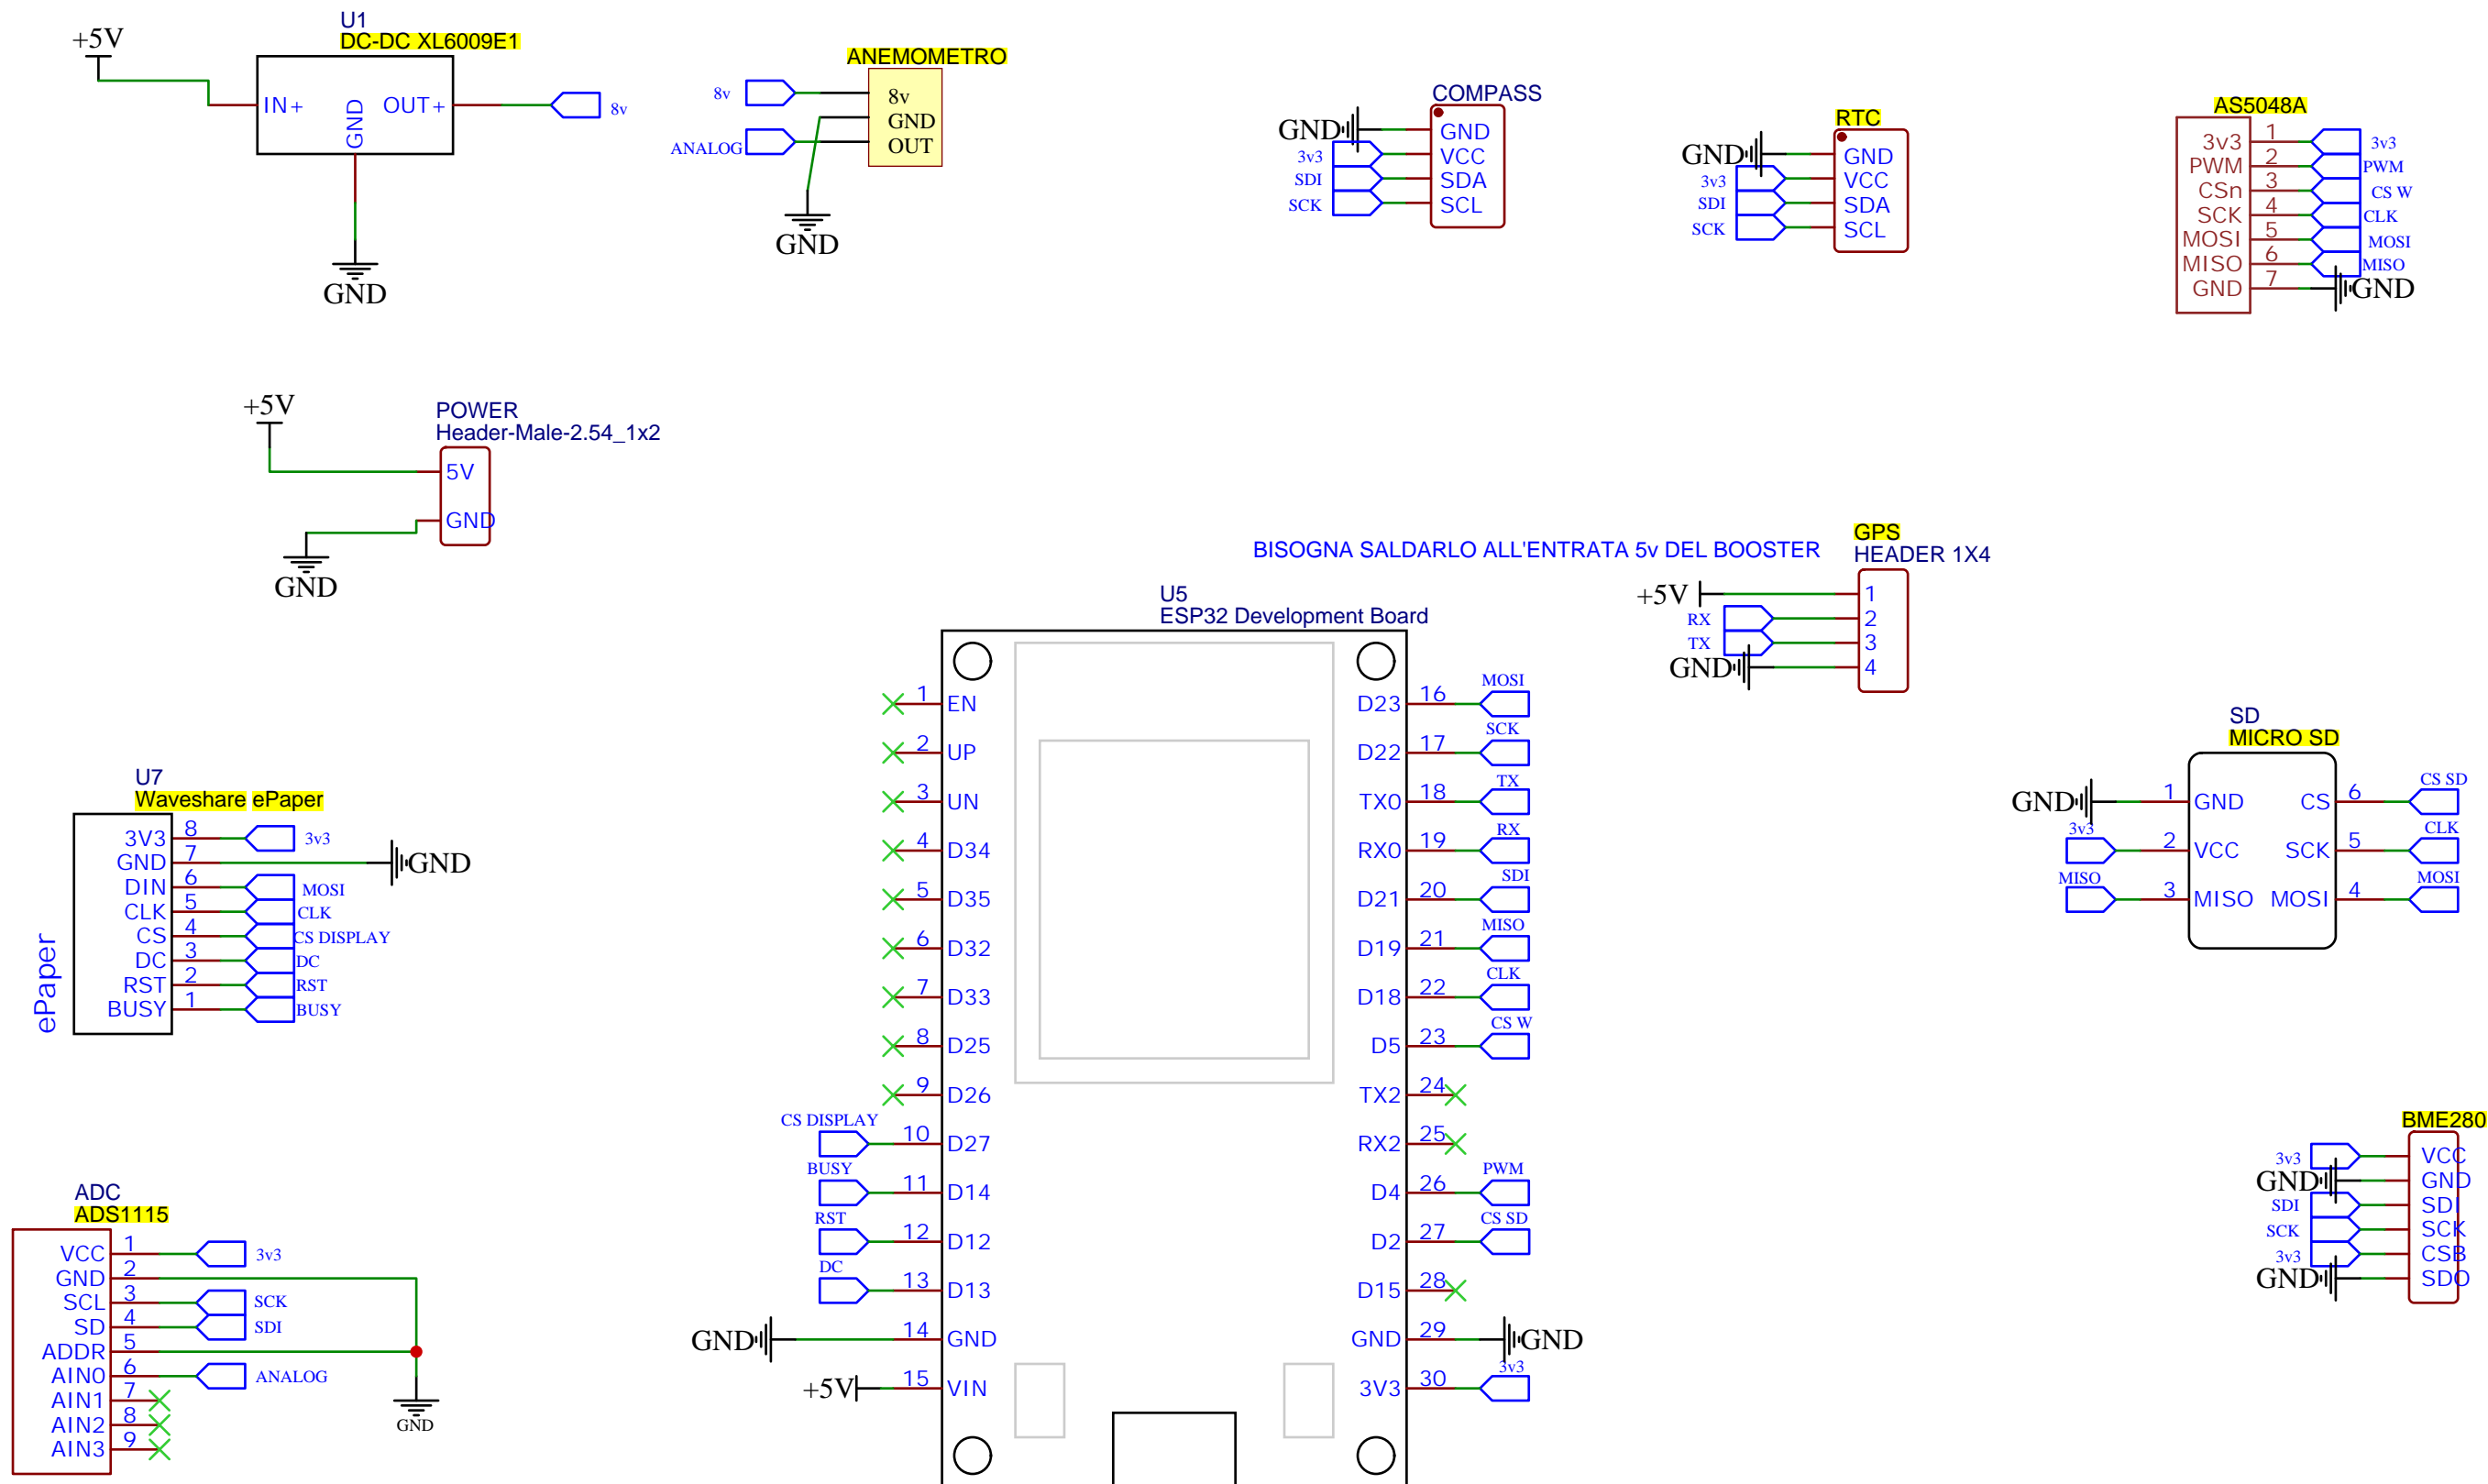 U1
DC-DC XL6009E1
+5V
IN+
GND
OUT+
8v
GND
ANEMOMETRO
8v
ANALOG
8v
GND
OUT
GND
COMPASS
GND
3v3
SDI
SCK
GND
VCC
SDA
SCL
RTC
GND
3v3
SDI
SCK
GND
VCC
SDA
SCL
AS5048A
3v3 1 3v3
PWM 2 PWM
CSn 3 CS W
SCK 4 CLK
MOSI 5 MOSI
MISO 6 MISO
GND 7 GND
+5V
POWER
Header-Male-2.54_1x2
5V
GND
GND
BISOGNA SALDARLO ALL'ENTRATA 5v DEL BOOSTER
GPS
HEADER 1X4
+5V 1
RX 2
TX 3
GND 4
U5
ESP32 Development Board
1 EN
2 UP
3 UN
4 D34
5 D35
6 D32
7 D33
8 D25
9 D26
CS DISPLAY 10 D27
BUSY 11 D14
RST 12 D12
DC 13 D13
GND 14 GND
+5V 15 VIN
D23 16 MOSI
D22 17 SCK
TX0 18 TX
RX0 19 RX
D21 20 SDI
D19 21 MISO
D18 22 CLK
D5 23 CS W
TX2 24
RX2 25
D4 26 PWM
D2 27 CS SD
D15 28
GND 29 GND
3V3 30 3v3
SD
MICRO SD
GND 1 GND
3v3 2 VCC
MISO 3 MISO
CS 6 CS SD
SCK 5 CLK
MOSI 4 MOSI
U7
Waveshare ePaper
ePaper
3V3 8 3v3
GND 7 GND
DIN 6 MOSI
CLK 5 CLK
CS 4 CS DISPLAY
DC 3 DC
RST 2 RST
BUSY 1 BUSY
BME280
3v3 VCC
GND GND
SDI SDI
SCK SCK
3v3 CSB
GND SDO
ADC
ADS1115
VCC 1 3v3
GND 2
SCL 3 SCK
SD 4 SDI
ADDR 5
AIN0 6 ANALOG
AIN1 7
AIN2 8
AIN3 9
GND